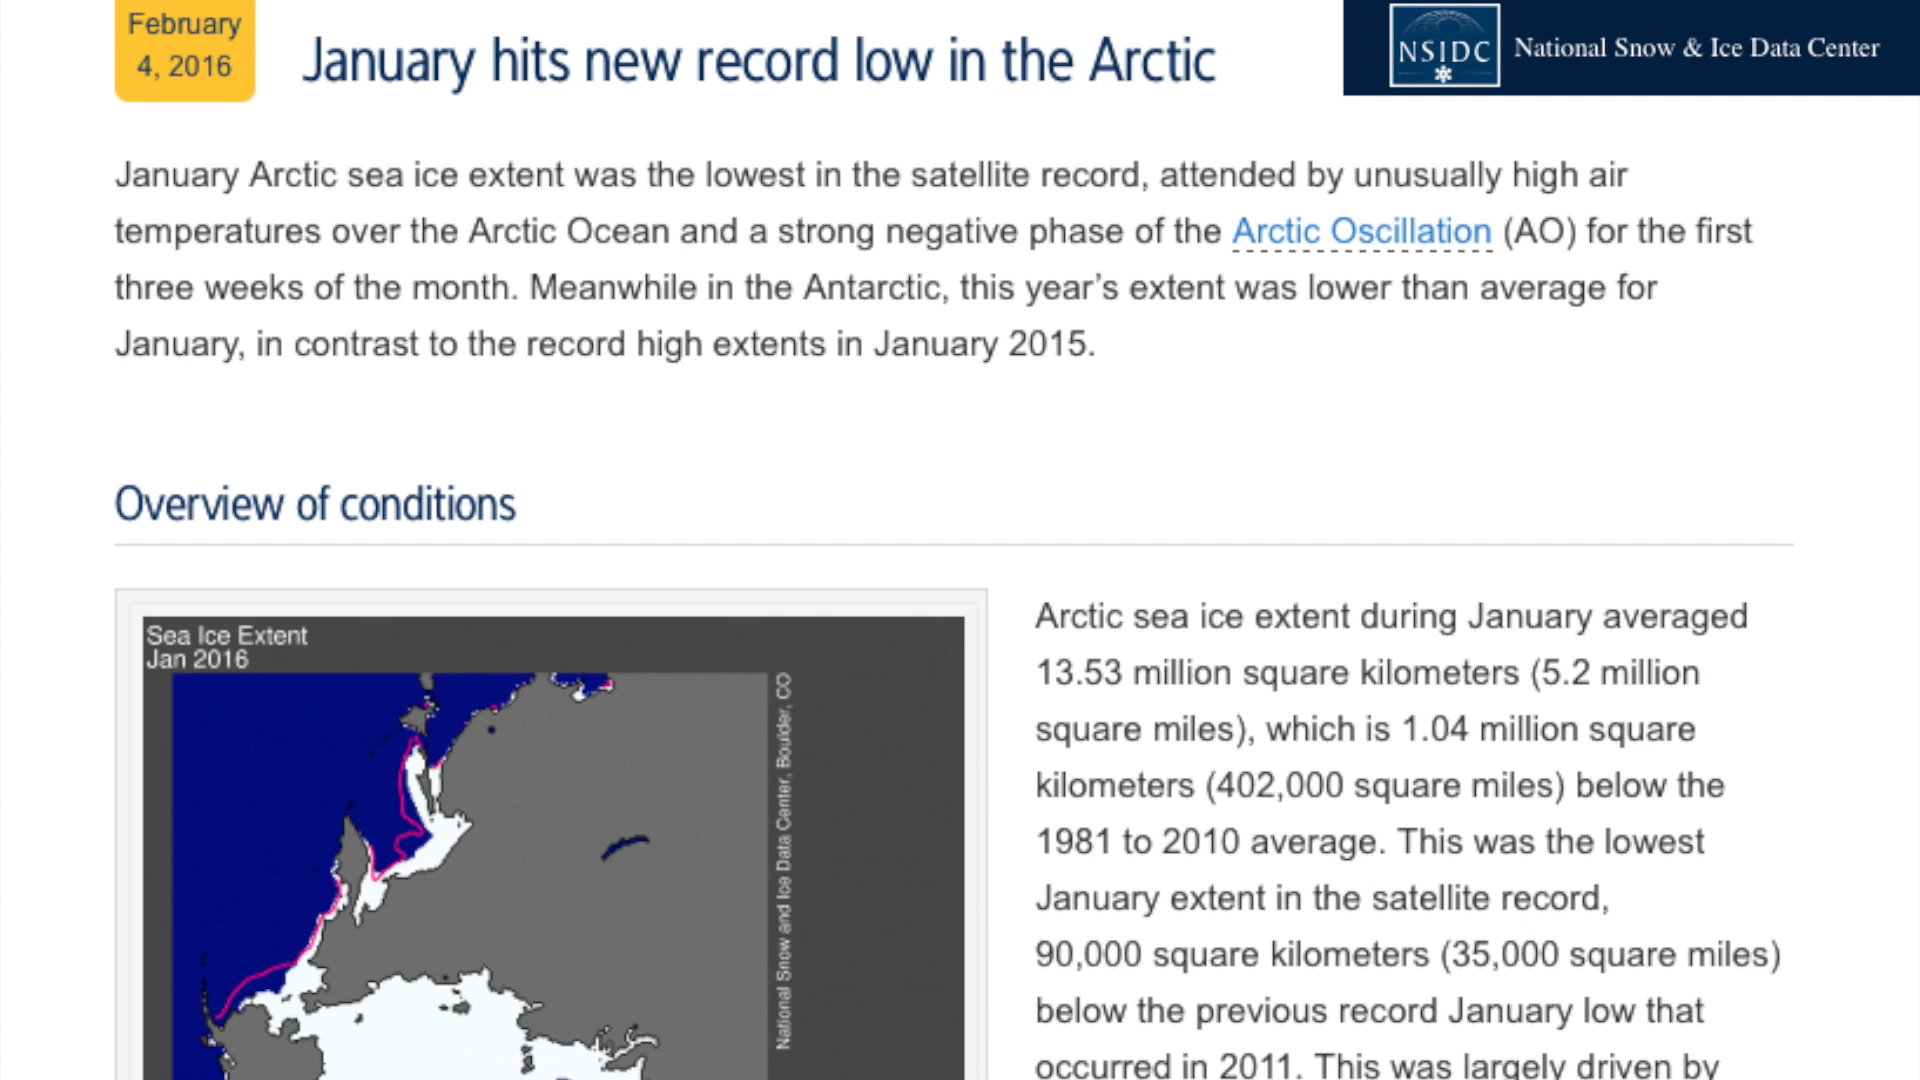 February
4, 2016
January hits new record low in the Arctic
NSIDC
National Snow & Ice Data Center
January Arctic sea ice extent was the lowest in the satellite record, attended by unusually high air
temperatures over the Arctic Ocean and a strong negative phase of the Arctic Oscillation (AO) for the first
three weeks of the month. Meanwhile in the Antarctic, this year’s extent was lower than average for
January, in contrast to the record high extents in January 2015.
Overview of conditions
Sea Ice Extent
Jan 2016
National Snow and Ice Data Center, Boulder, CO
Arctic sea ice extent during January averaged
13.53 million square kilometers (5.2 million
square miles), which is 1.04 million square
kilometers (402,000 square miles) below the
1981 to 2010 average. This was the lowest
January extent in the satellite record,
90,000 square kilometers (35,000 square miles)
below the previous record January low that
occurred in 2011. This was largely driven by